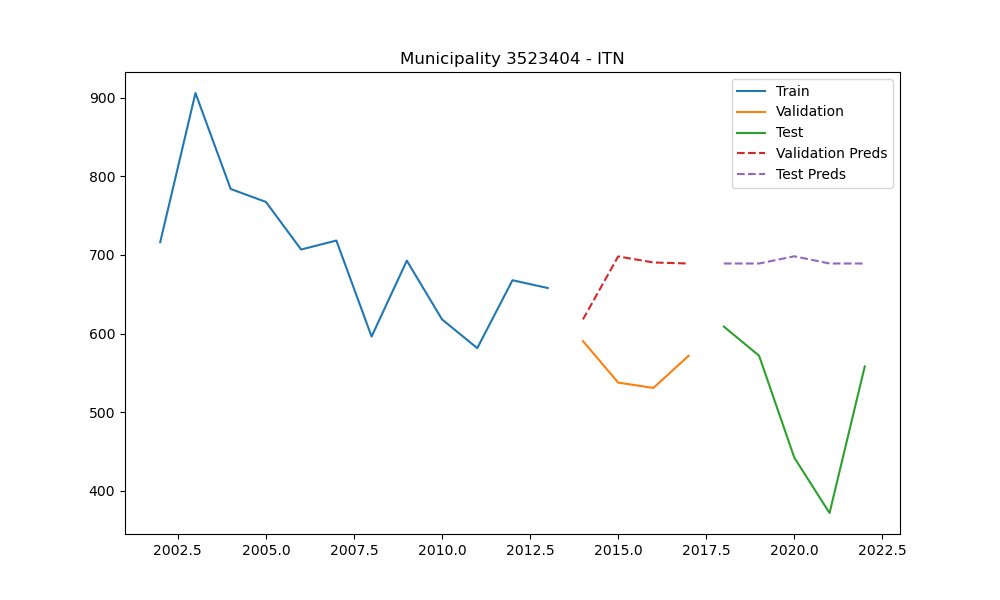 Municipality 3523404 - ITN
Train
Validation
Test
Validation Preds
Test Preds
900
800
700
600
500
400
2002.5 2005.0 2007.5 2010.0 2012.5 2015.0 2017.5 2020.0 2022.5